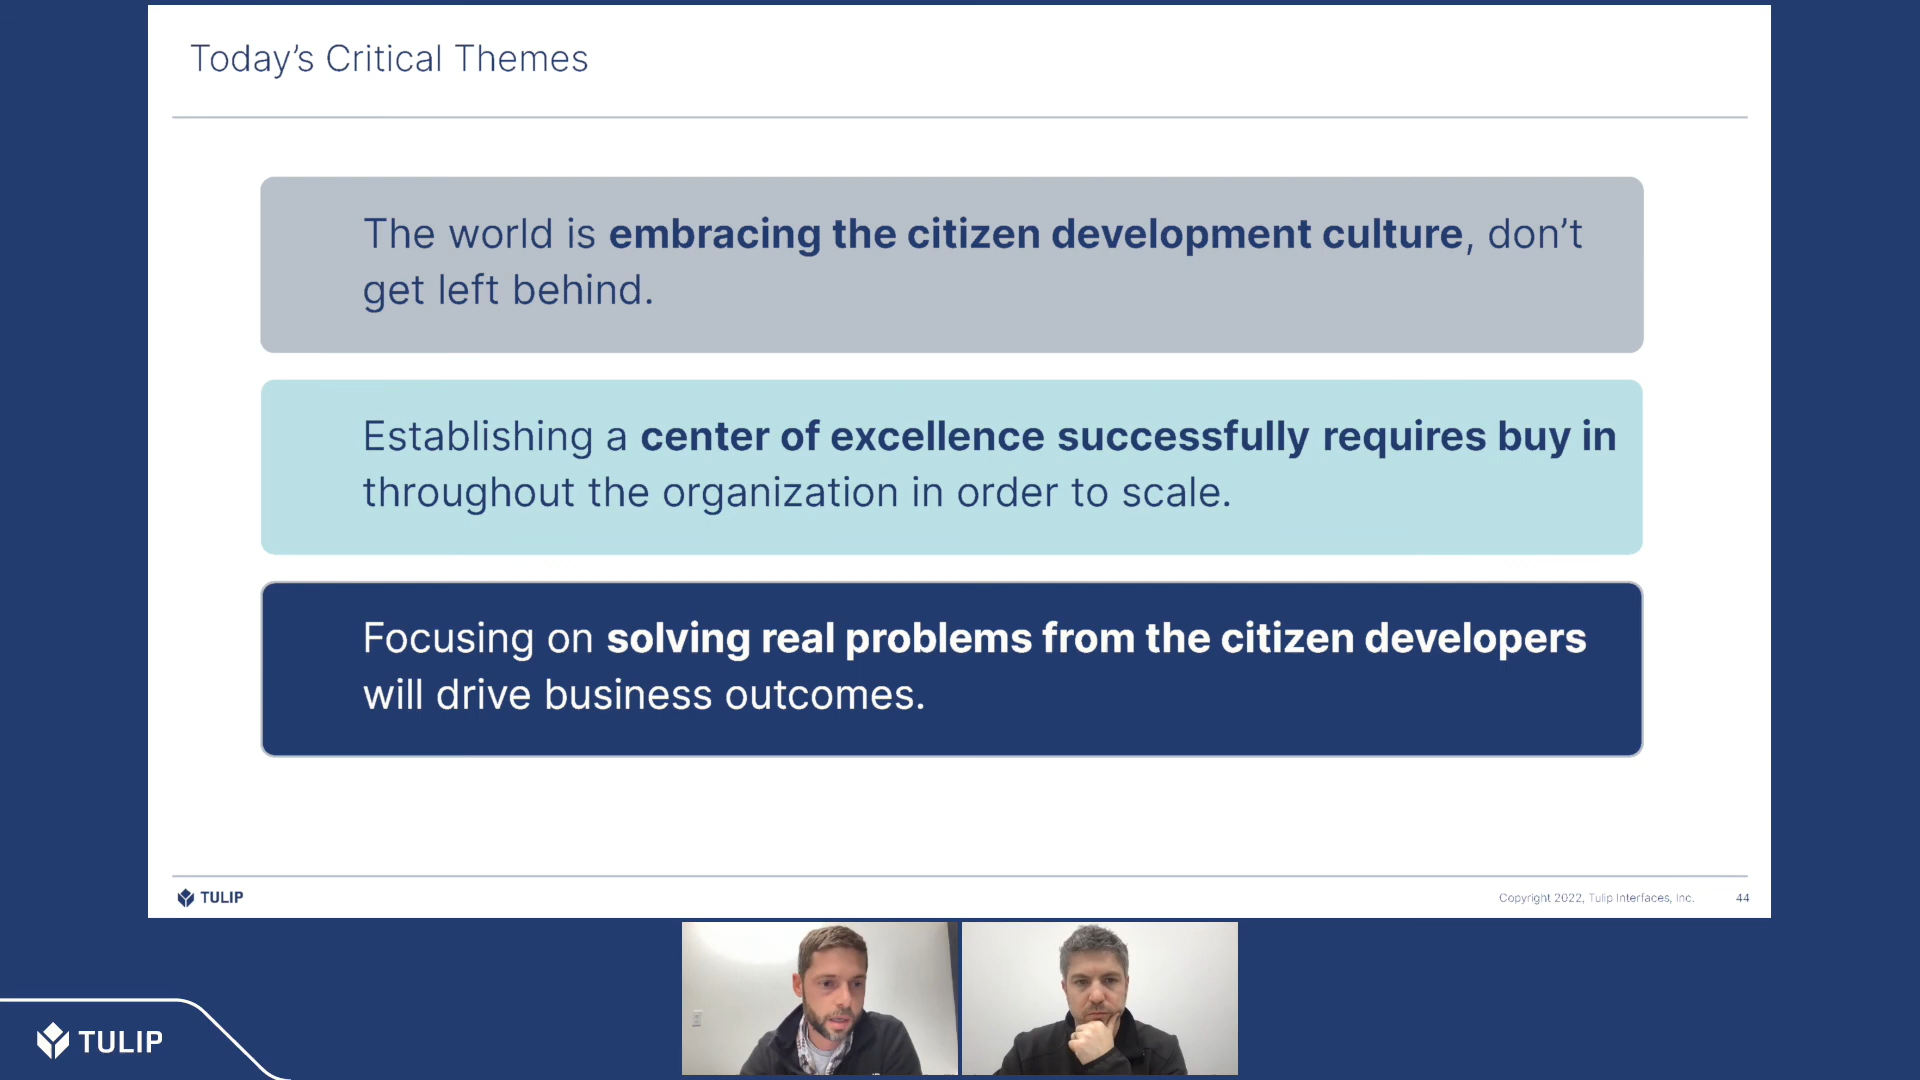 Today’s Critical Themes
The world is embracing the citizen development culture, don’t
get left behind.
Establishing a center of excellence successfully requires buy in
throughout the organization in order to scale.
Focusing on solving real problems from the citizen developers
will drive business outcomes.
TULIP
Copyright 2022, Tulip Interfaces, Inc.
44
TULIP